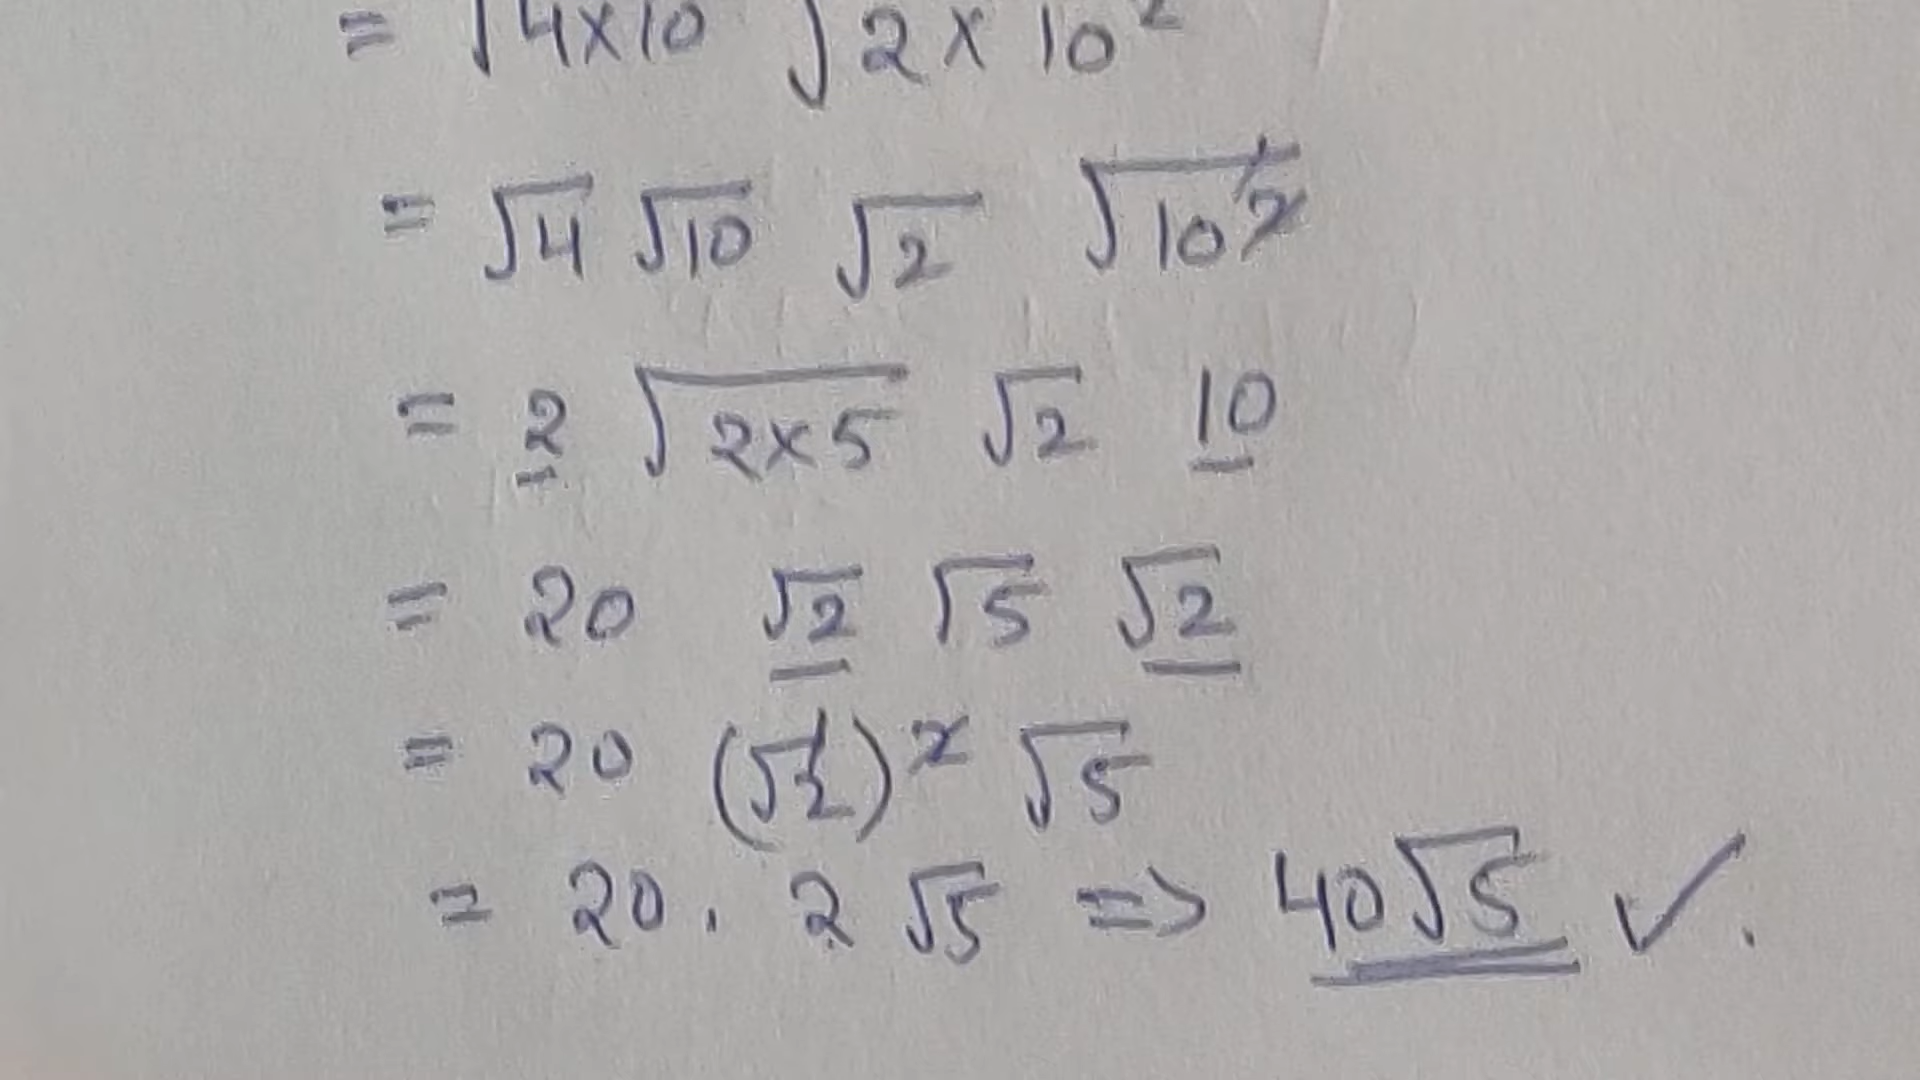 = √4×10 √2 × 10²
= √4 √10 √2 √10²
= 2 √2×5 √2 10
= 20 √2 √5 √2
= 20 (√2)² √5
= 20 . 2 √5 => 40√5 ✓.